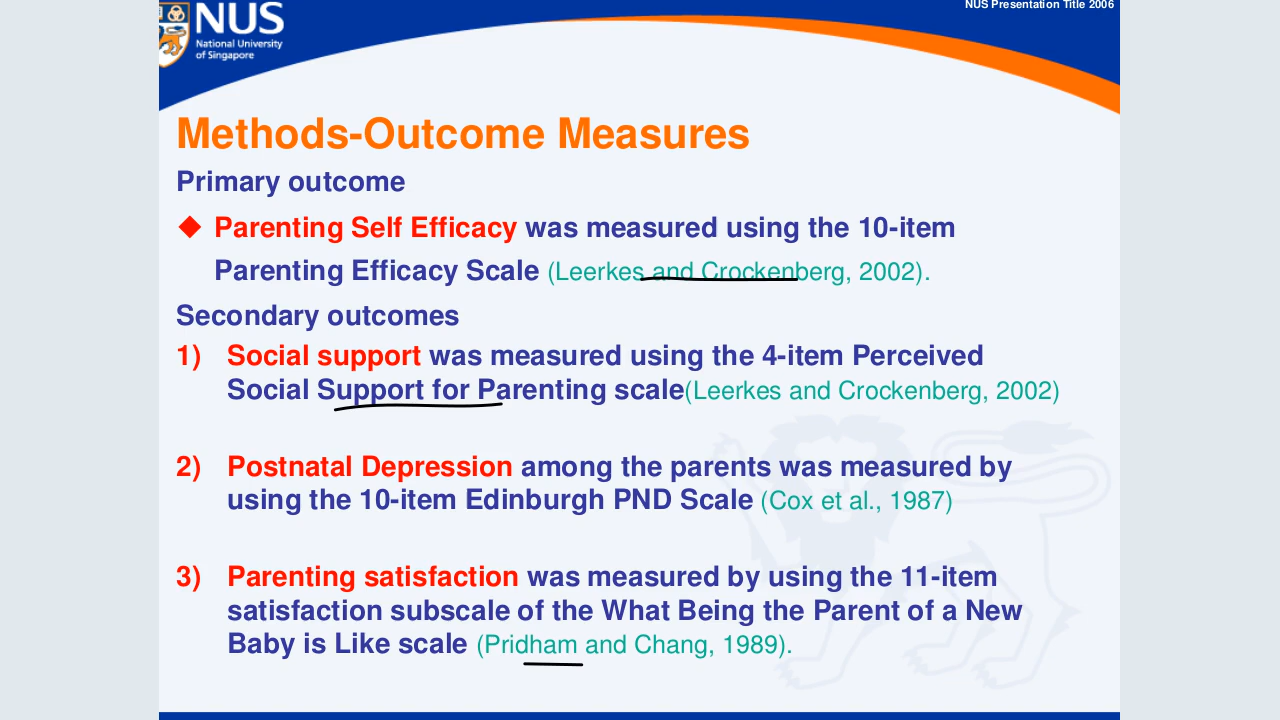 NUS Presentation Title 2006
NUS
National University
of Singapore
Methods-Outcome Measures
Primary outcome
◆ Parenting Self Efficacy was measured using the 10-item
Parenting Efficacy Scale (Leerkes and Crockenberg, 2002).
Secondary outcomes
1) Social support was measured using the 4-item Perceived
Social Support for Parenting scale(Leerkes and Crockenberg, 2002)
2) Postnatal Depression among the parents was measured by
using the 10-item Edinburgh PND Scale (Cox et al., 1987)
3) Parenting satisfaction was measured by using the 11-item
satisfaction subscale of the What Being the Parent of a New
Baby is Like scale (Pridham and Chang, 1989).